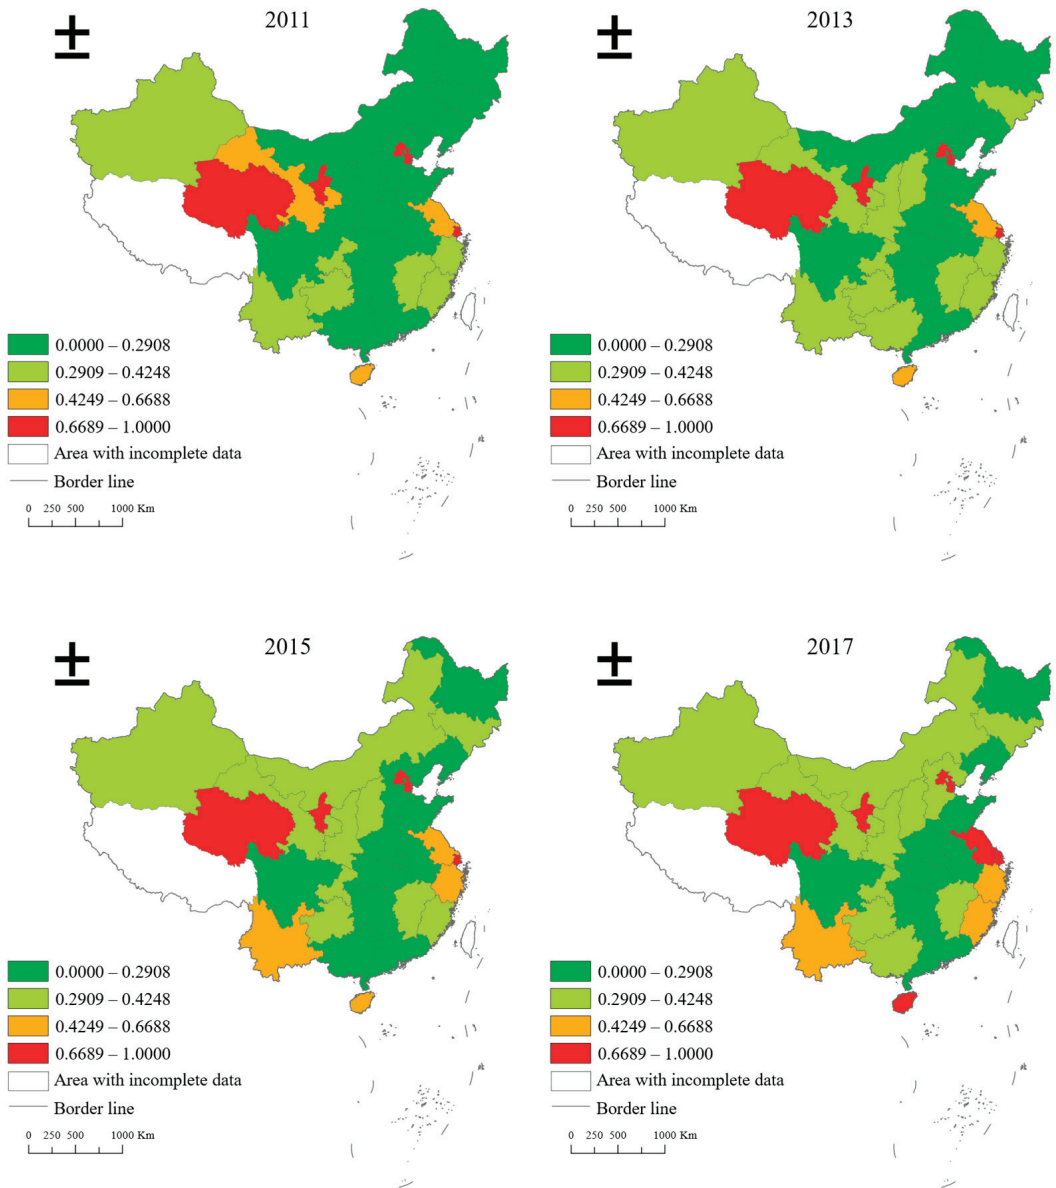 2011
0.0000 – 0.2908
0.2909 – 0.4248
0.4249 – 0.6688
0.6689 – 1.0000
Area with incomplete data
Border line
0 250 500 1000 Km
2013
0.0000 – 0.2908
0.2909 – 0.4248
0.4249 – 0.6688
0.6689 – 1.0000
Area with incomplete data
Border line
0 250 500 1000 Km
2015
0.0000 – 0.2908
0.2909 – 0.4248
0.4249 – 0.6688
0.6689 – 1.0000
Area with incomplete data
Border line
0 250 500 1000 Km
2017
0.0000 – 0.2908
0.2909 – 0.4248
0.4249 – 0.6688
0.6689 – 1.0000
Area with incomplete data
Border line
0 250 500 1000 Km